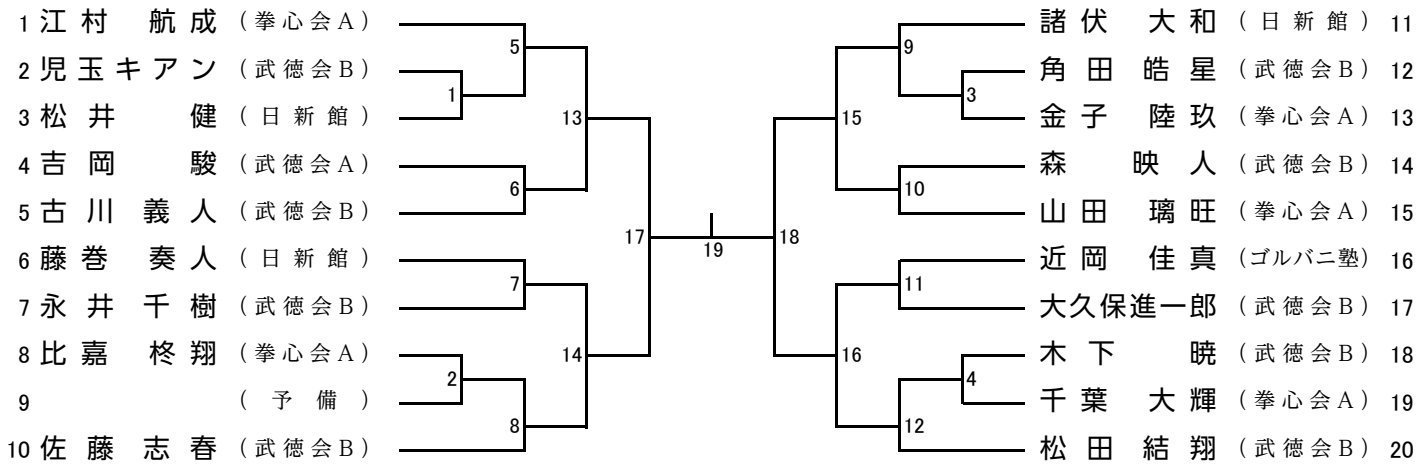 1 江村 航成 (拳心会A)
2 児玉キアン (武徳会B)
3 松井 健 (日新館)
4 吉岡 駿 (武徳会A)
5 古川義人 (武徳会B)
6 藤巻 奏人 (日新館)
7 永井千樹 (武徳会B)
8 比嘉 柊翔 (拳心会A)
9 (予備)
10 佐藤志春 (武徳会B)
5
1
13
6
17
7
14
2
8
19
18
9
3
15
10
11
16
4
12
諸伏 大和 (日新館) 11
角田皓星 (武徳会B) 12
金子 陸玖 (拳心会A) 13
森 映人 (武徳会B) 14
山田 璃旺 (拳心会A) 15
近岡 佳真 (ゴルバニ塾) 16
大久保進一郎 (武徳会B) 17
木下 暁 (武徳会B) 18
千葉 大輝 (拳心会A) 19
松田結翔 (武徳会B) 20